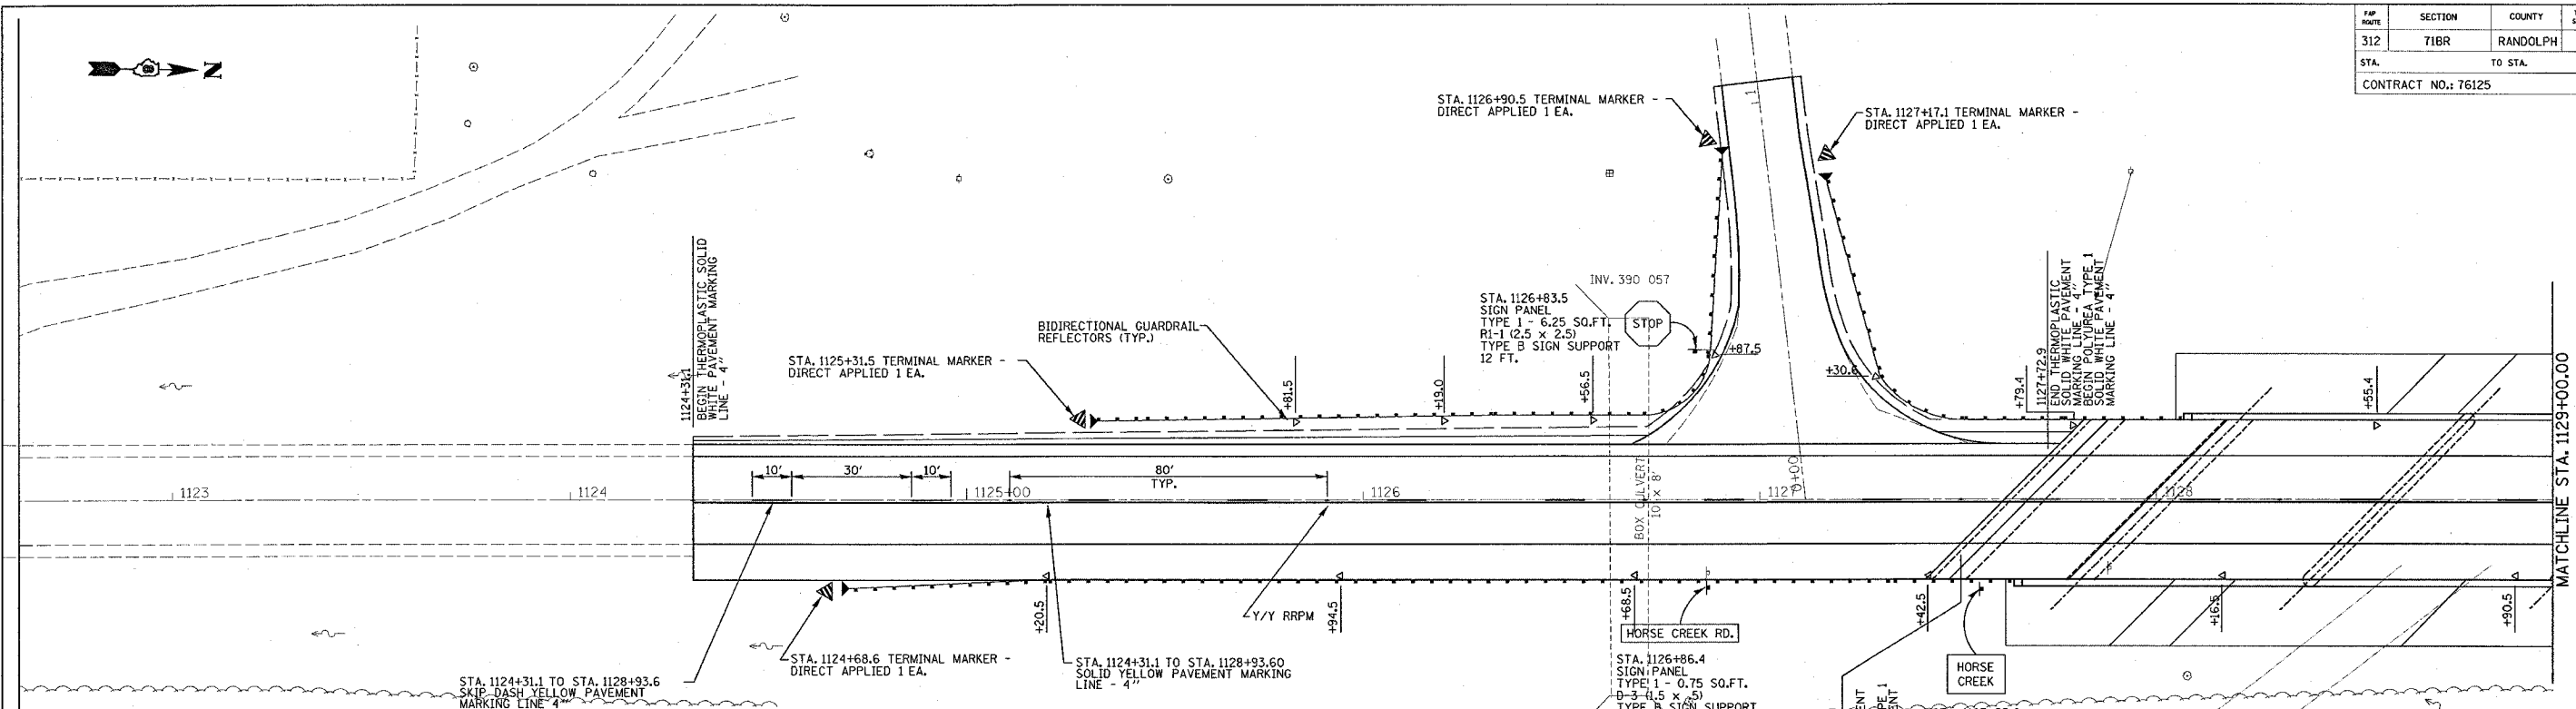 FAP ROUTE
SECTION
COUNTY
312
71BR
RANDOLPH
STA.
TO STA.
CONTRACT NO.: 76125
N
STA. 1126+90.5 TERMINAL MARKER -
DIRECT APPLIED 1 EA.
STA. 1127+17.1 TERMINAL MARKER -
DIRECT APPLIED 1 EA.
1124+31.1
BEGIN THERMOPLASTIC SOLID
WHITE PAVEMENT MARKING
LINE - 4"
BIDIRECTIONAL GUARDRAIL
REFLECTORS (TYP.)
STA. 1125+31.5 TERMINAL MARKER -
DIRECT APPLIED 1 EA.
INV. 390 057
STA. 1126+83.5
SIGN PANEL
TYPE 1 - 6.25 SQ.FT.
R1-1 (2.5 x 2.5)
TYPE B SIGN SUPPORT
12 FT.
STOP
+87.5
+30.6
+81.5
+19.0
+56.5
+79.4
1127+72.9
END THERMOPLASTIC
SOLID WHITE PAVEMENT
MARKING LINE - 4"
BEGIN POLYUREA TYPE 1
SOLID WHITE PAVEMENT
MARKING LINE - 4"
+55.4
MATCHLINE STA. 1129+00.00
10'
30'
10'
80'
TYP.
1123
1124
1125+00
1126
1127
0+00
1128
BOX CULVERT
10' x 8'
+20.5
+94.5
+68.5
+42.5
+16.5
+90.5
Y/Y RRPM
HORSE CREEK RD.
HORSE
CREEK
STA. 1124+68.6 TERMINAL MARKER -
DIRECT APPLIED 1 EA.
STA. 1124+31.1 TO STA. 1128+93.60
SOLID YELLOW PAVEMENT MARKING
LINE - 4"
STA. 1124+31.1 TO STA. 1128+93.6
SKIP DASH YELLOW PAVEMENT
MARKING LINE 4"
STA. 1126+86.4
SIGN PANEL
TYPE 1 - 0.75 SQ.FT.
D-3 (1.5 x .5)
TYPE B SIGN SUPPORT